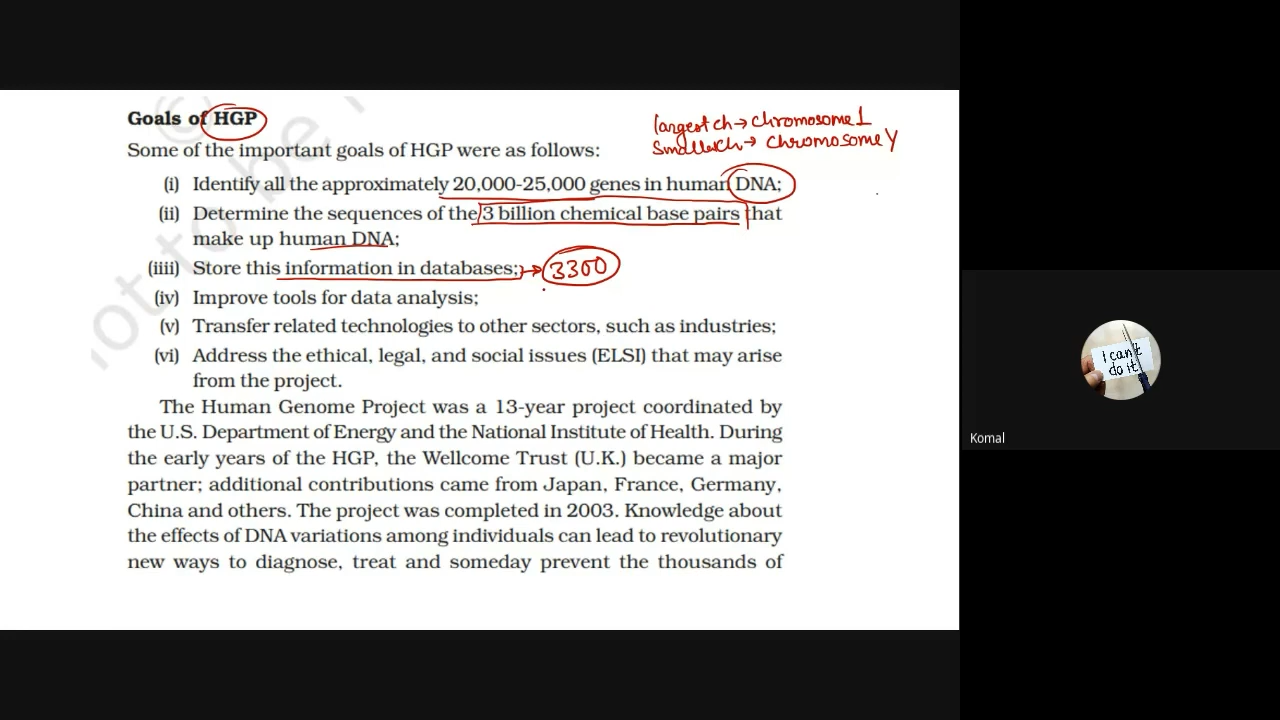 Goals of HGP
largest ch → chromosome 1
Smallest ch → chromosome Y
Some of the important goals of HGP were as follows:
(i) Identify all the approximately 20,000-25,000 genes in human DNA;
(ii) Determine the sequences of the 3 billion chemical base pairs that
make up human DNA;
(iiii) Store this information in databases; → 3300
(iv) Improve tools for data analysis;
(v) Transfer related technologies to other sectors, such as industries;
(vi) Address the ethical, legal, and social issues (ELSI) that may arise
from the project.
The Human Genome Project was a 13-year project coordinated by
the U.S. Department of Energy and the National Institute of Health. During
the early years of the HGP, the Wellcome Trust (U.K.) became a major
partner; additional contributions came from Japan, France, Germany,
China and others. The project was completed in 2003. Knowledge about
the effects of DNA variations among individuals can lead to revolutionary
new ways to diagnose, treat and someday prevent the thousands of
© not to be
I can't
do it
Komal